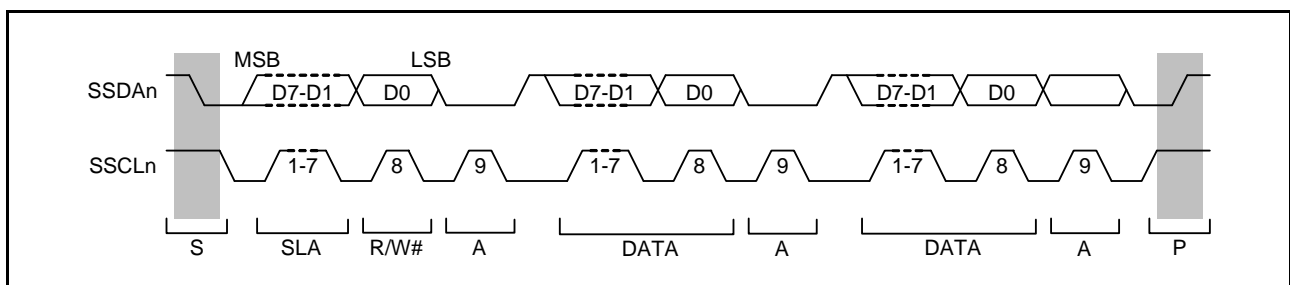 MSB LSB
SSDAn D7-D1 D0 D7-D1 D0 D7-D1 D0
SSCLn 1-7 8 9 1-7 8 9 1-7 8 9
S SLA R/W# A DATA A DATA A P